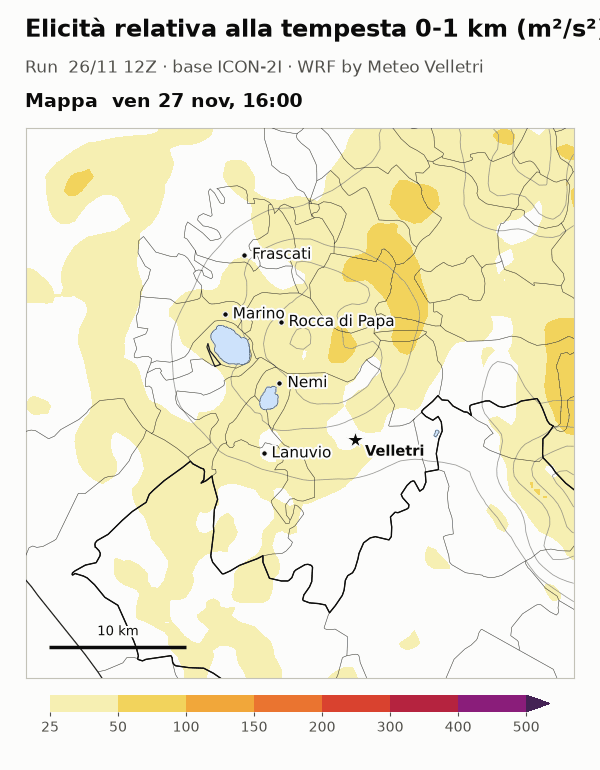 Elicità relativa alla tempesta 0-1 km (m²/s²)
Run  26/11 12Z · base ICON-2I · WRF by Meteo Velletri
Mappa  ven 27 nov, 16:00
Frascati
Marino
Rocca di Papa
Nemi
Velletri
Lanuvio
10 km
25 50 100 150 200 300 400 500